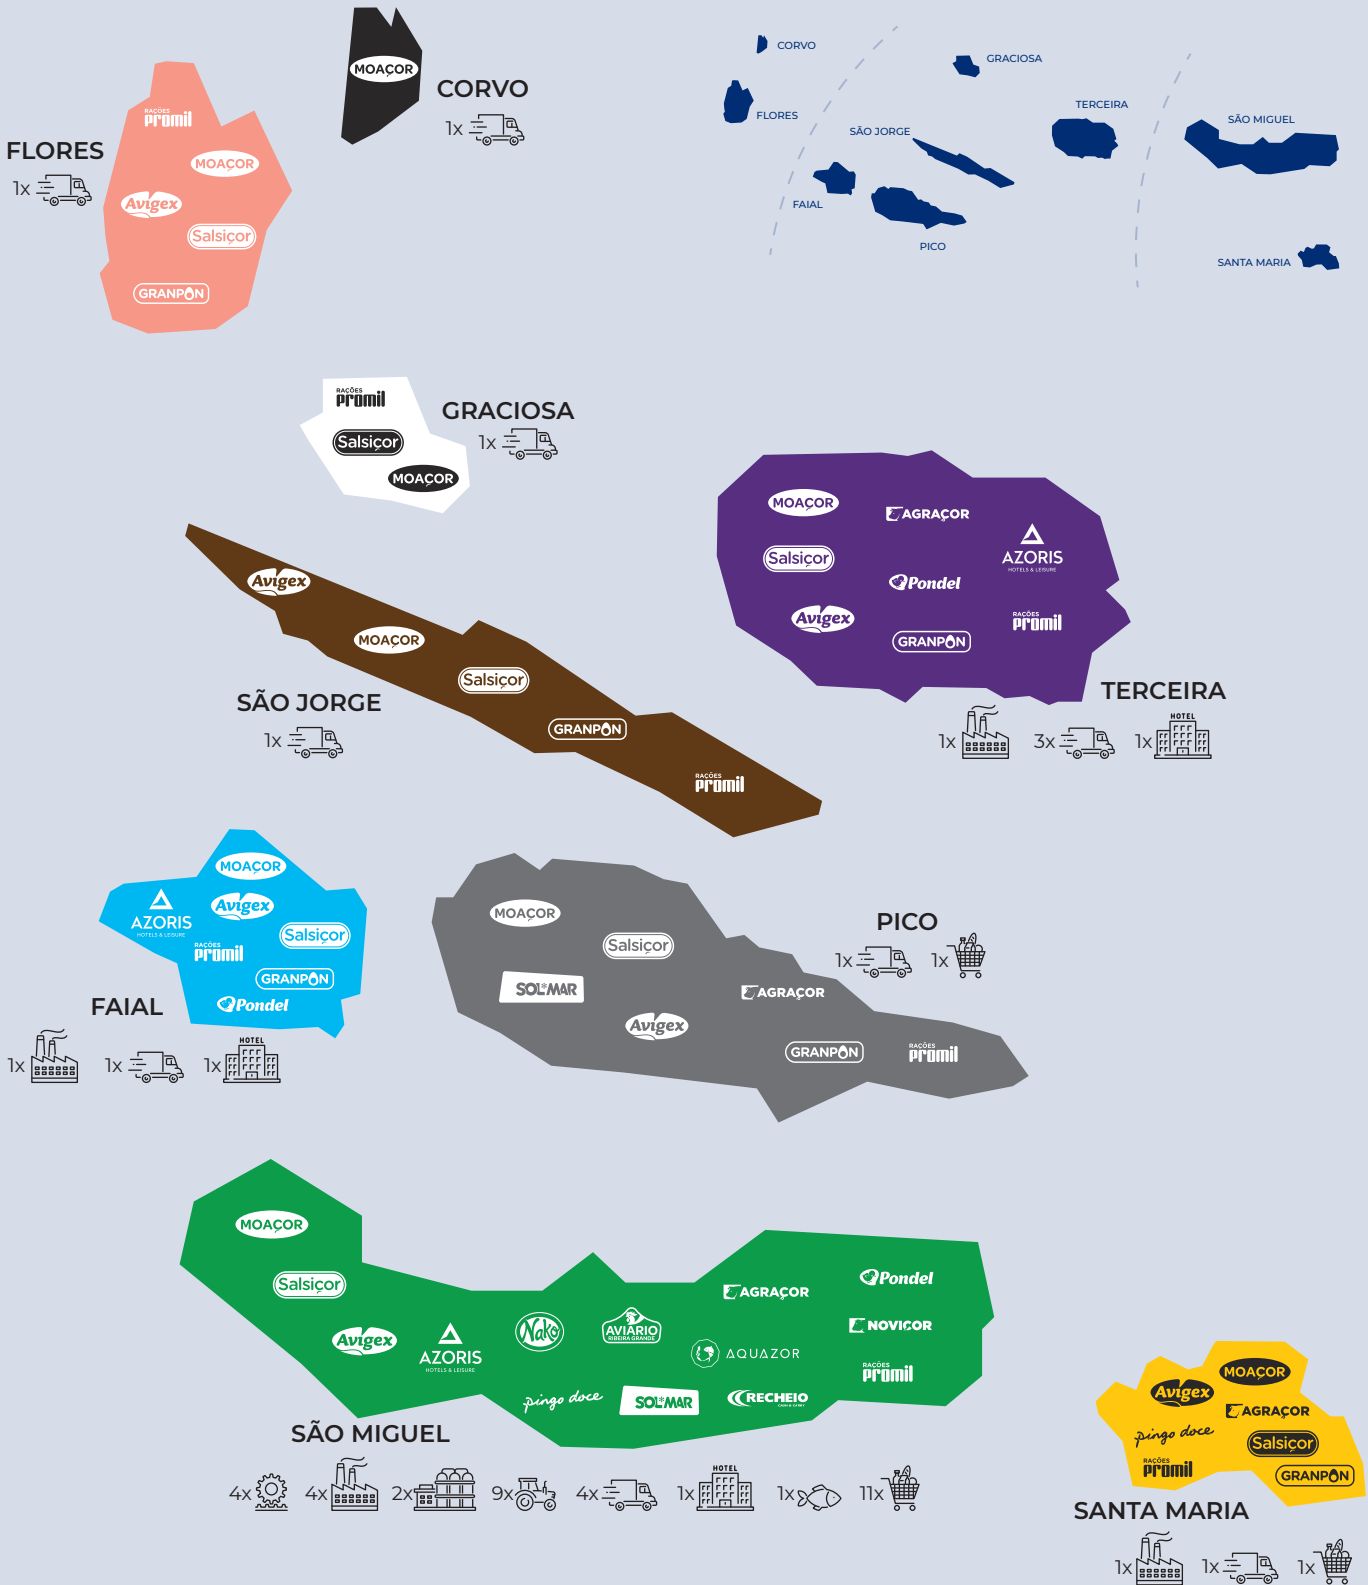 CORVO
GRACIOSA
TERCEIRA
FLORES
SÃO MIGUEL
SÃO JORGE
FAIAL
PICO
SANTA MARIA
MOAÇOR
CORVO
1x
FLORES
1x
RAÇÕES
promil
MOAÇOR
Avigex
Salsiçor
GRANPON
RAÇÕES
promil
Salsiçor
MOAÇOR
GRACIOSA
1x
Avigex
MOAÇOR
Salsiçor
GRANPON
RAÇÕES
promil
SÃO JORGE
1x
MOAÇOR
AGRAÇOR
AZORIS
HOTELS & LEISURE
Salsiçor
Pondel
Avigex
GRANPON
RAÇÕES
promil
TERCEIRA
1x
3x
HOTEL
1x
MOAÇOR
AZORIS
HOTELS & LEISURE
Avigex
Salsiçor
RAÇÕES
promil
GRANPON
Pondel
FAIAL
1x
1x
HOTEL
1x
MOAÇOR
Salsiçor
SOL*MAR
AGRAÇOR
Avigex
GRANPON
RAÇÕES
promil
PICO
1x
1x
MOAÇOR
Salsiçor
Avigex
AZORIS
HOTELS & LEISURE
Nako
AVIÁRIO
RIBEIRA GRANDE
AGRAÇOR
Pondel
NOVIÇOR
AQUAZOR
RAÇÕES
promil
pingo doce
SOL*MAR
RECHEIO
CASH & CARRY
SÃO MIGUEL
4x
4x
2x
9x
4x
HOTEL
1x
1x
11x
MOAÇOR
Avigex
AGRAÇOR
pingo doce
Salsiçor
RAÇÕES
promil
GRANPON
SANTA MARIA
1x
1x
1x